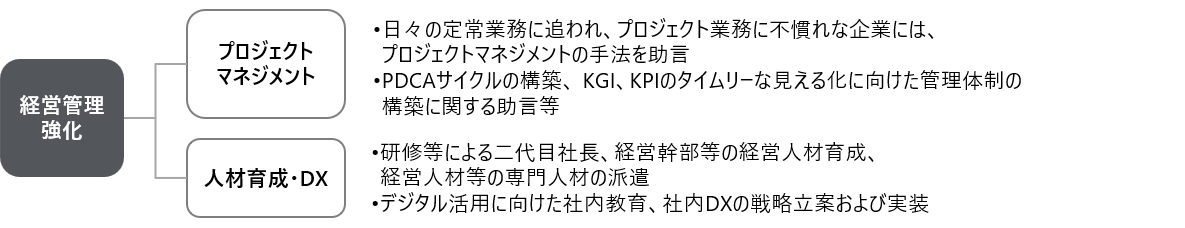 経営管理
強化
プロジェクト
マネジメント
•日々の定常業務に追われ、プロジェクト業務に不慣れな企業には、
プロジェクトマネジメントの手法を助言
•PDCAサイクルの構築、KGI、KPIのタイムリーな見える化に向けた管理体制の
構築に関する助言等
人材育成・DX
•研修等による二代目社長、経営幹部等の経営人材育成、
経営人材等の専門人材の派遣
•デジタル活用に向けた社内教育、社内DXの戦略立案および実装